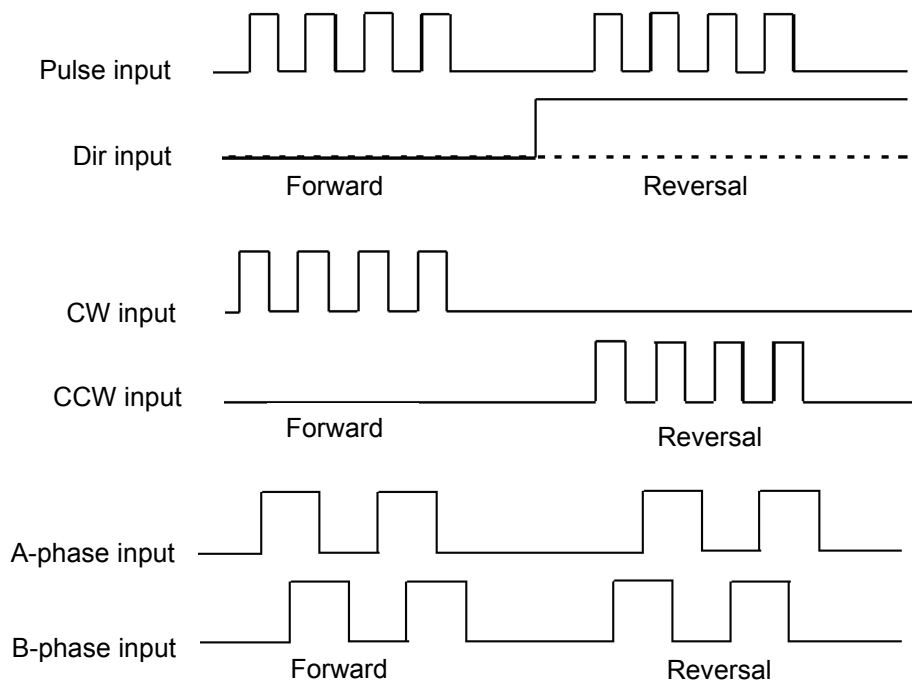 Pulse input
Dir input
Forward Reversal
CW input
CCW input
Forward Reversal
A-phase input
B-phase input
Forward Reversal